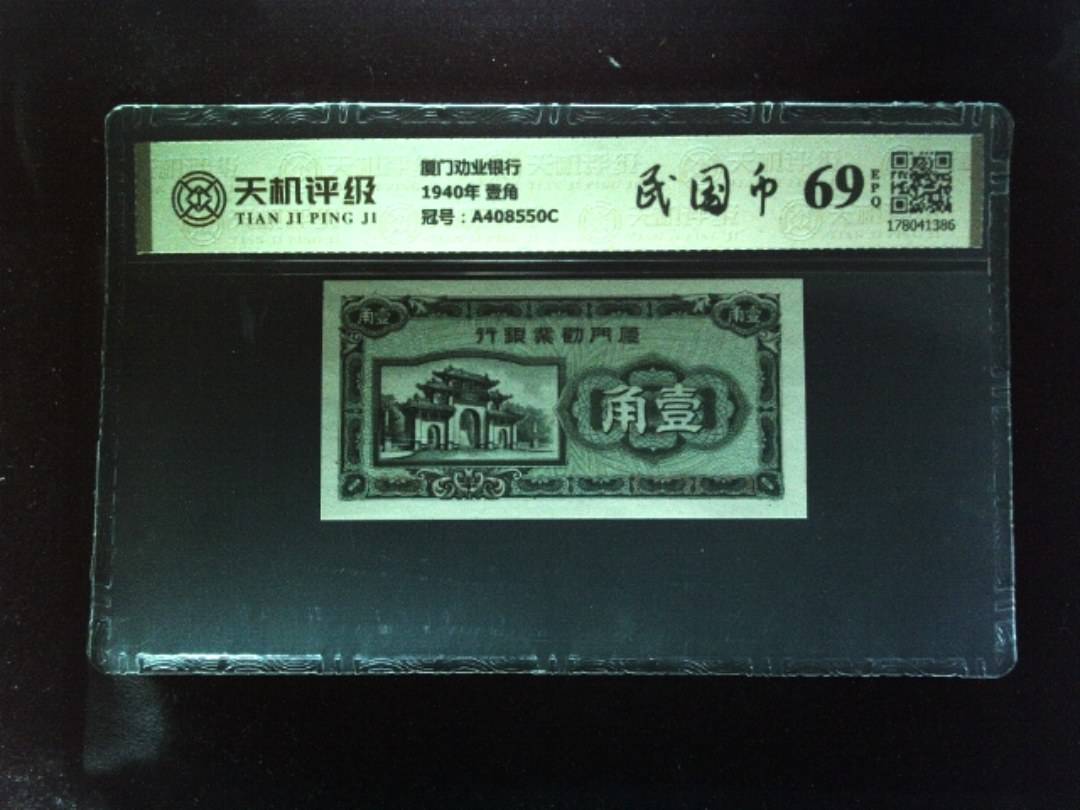 天机评级
TIAN JI PING JI
厦门劝业银行
1940年 壹角
冠号：A408550C
民国币
69
EPQ
178041386
角壹
角壹
行銀業勸門廈
角壹